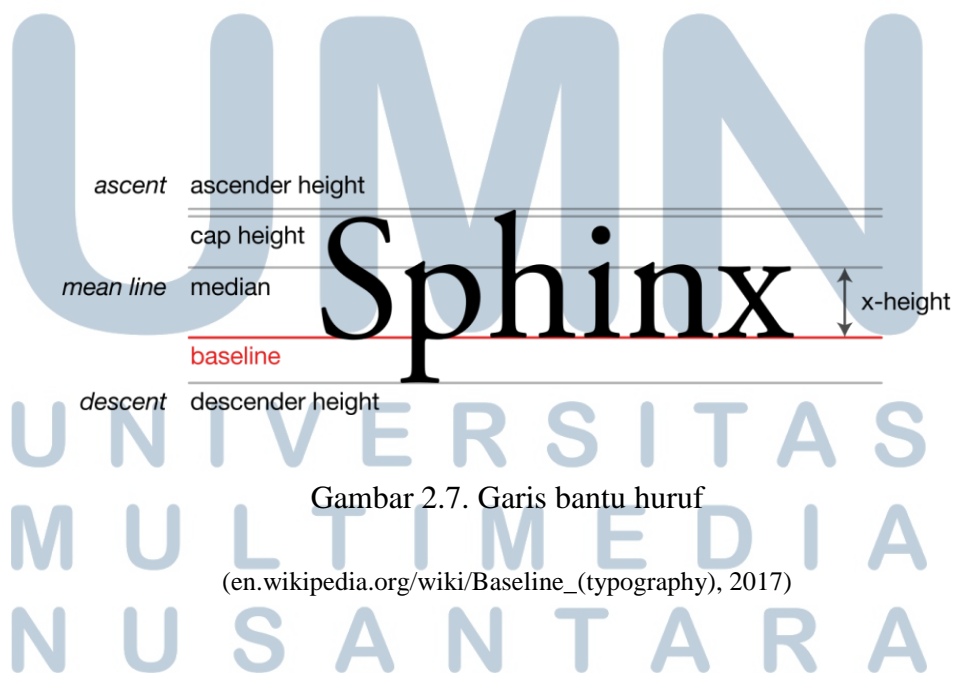 UMN
ascent ascender height
cap height
Sphinx
mean line median
x-height
baseline
descent descender height
UNIVERSITAS
Gambar 2.7. Garis bantu huruf
MULTIMEDIA
(en.wikipedia.org/wiki/Baseline_(typography), 2017)
NUSANTARA